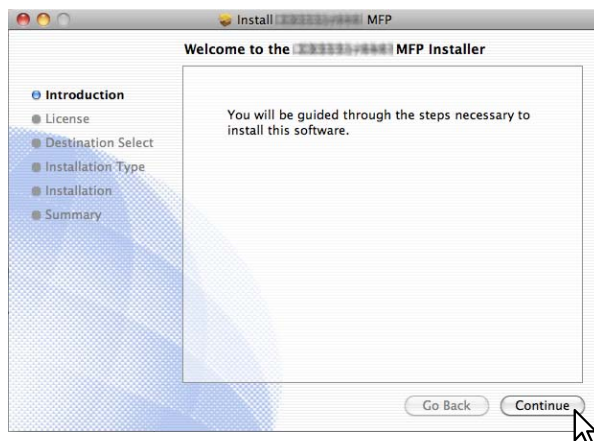 Install MFP
Welcome to the MFP Installer
Introduction
License
Destination Select
Installation Type
Installation
Summary
You will be guided through the steps necessary to
install this software.
Go Back
Continue